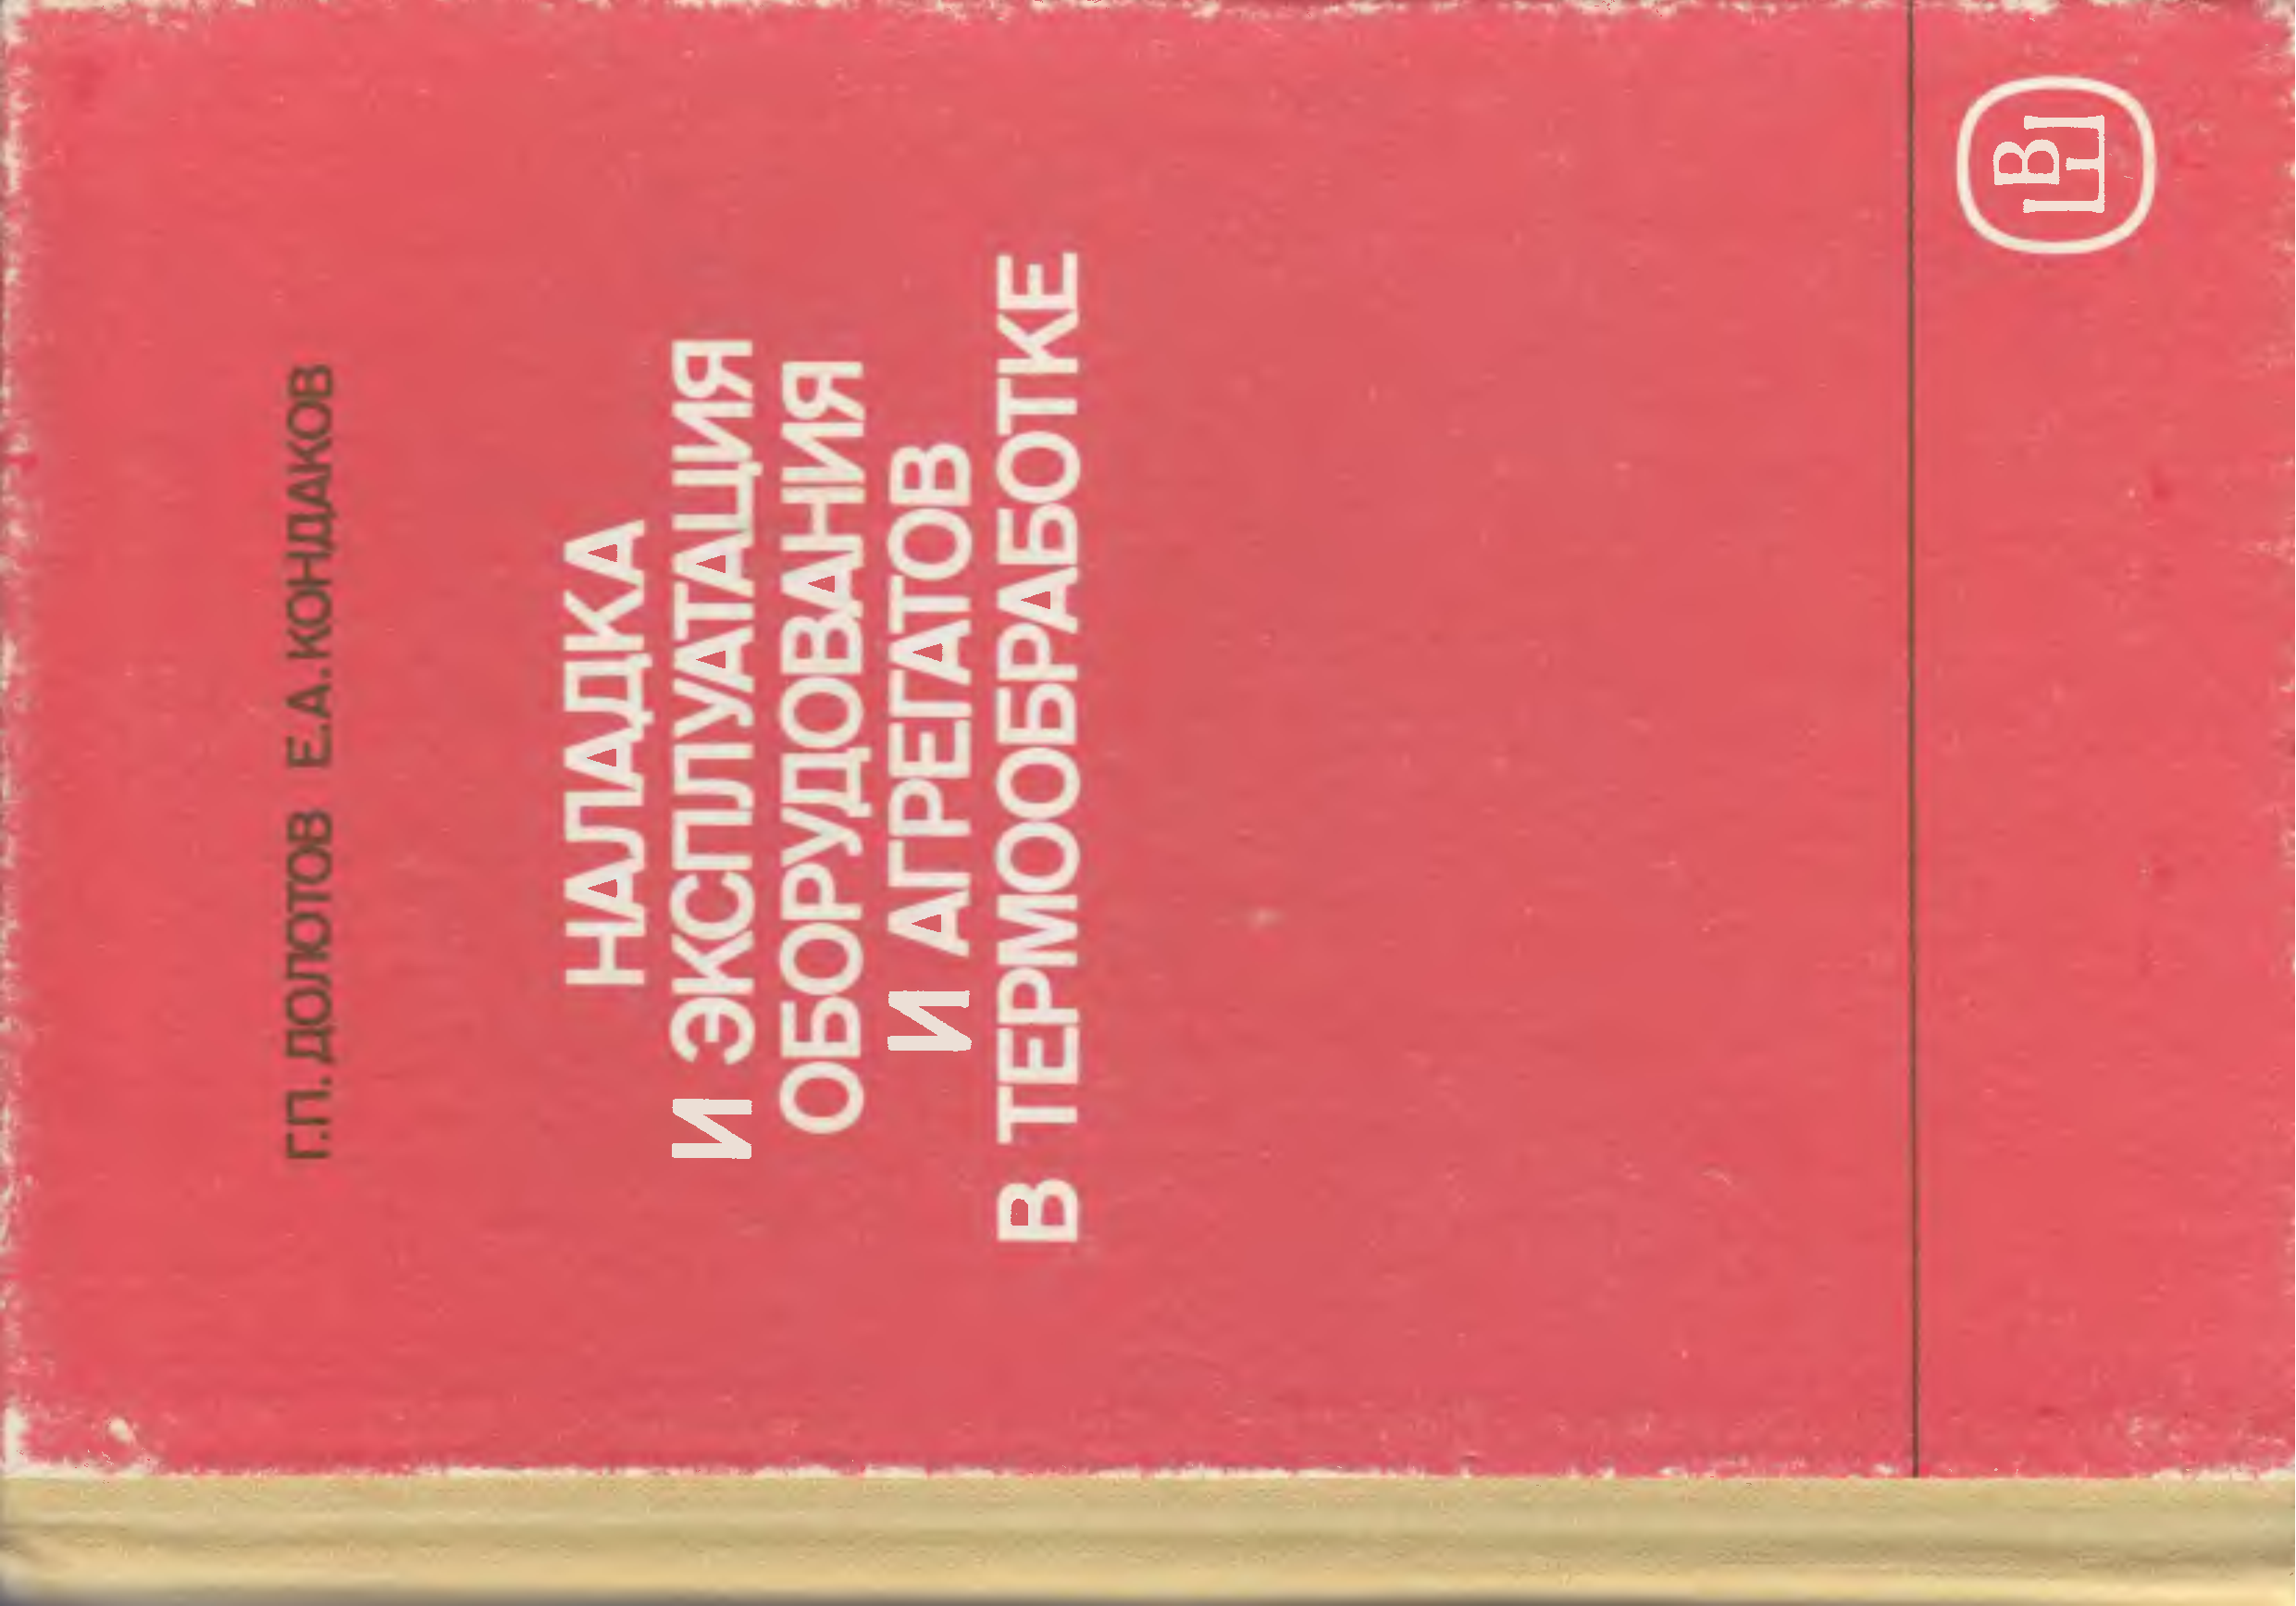 Г.П. ДОЛОТОВ Е.А. КОНДАКОВ
НАЛАДКА
И ЭКСПЛУАТАЦИЯ
ОБОРУДОВАНИЯ
И АГРЕГАТОВ
В ТЕРМООБРАБОТКЕ
ВШ